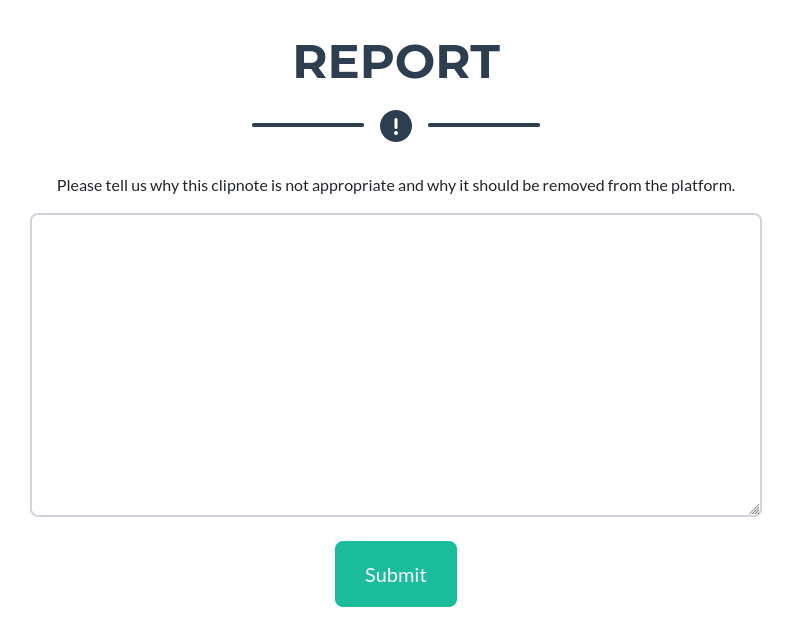 REPORT
Please tell us why this clipnote is not appropriate and why it should be removed from the platform.
Submit